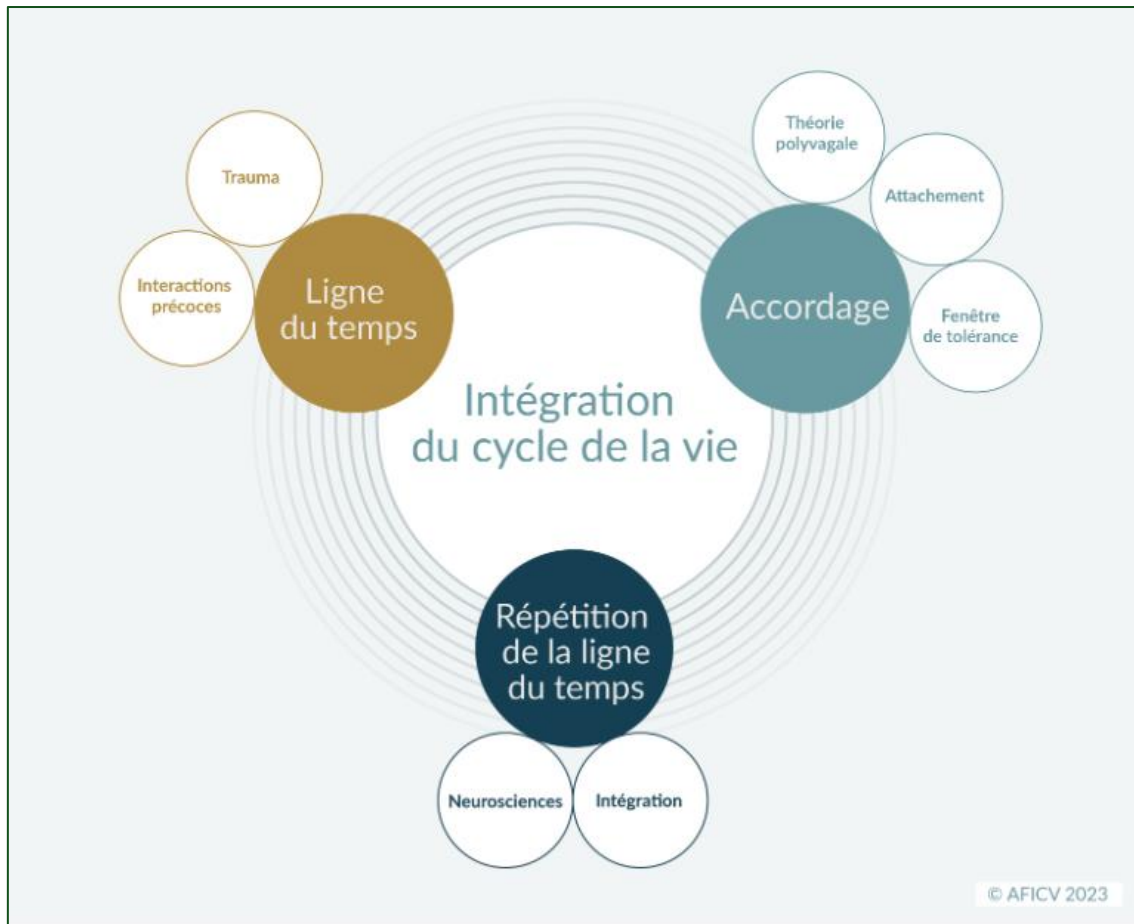 Théorie
polyvagale
Trauma
Attachement
Interactions
précoces
Ligne
du temps
Accordage
Fenêtre
de tolérance
Intégration
du cycle de la vie
Répétition
de la ligne
du temps
Neurosciences
Intégration
© AFICV 2023